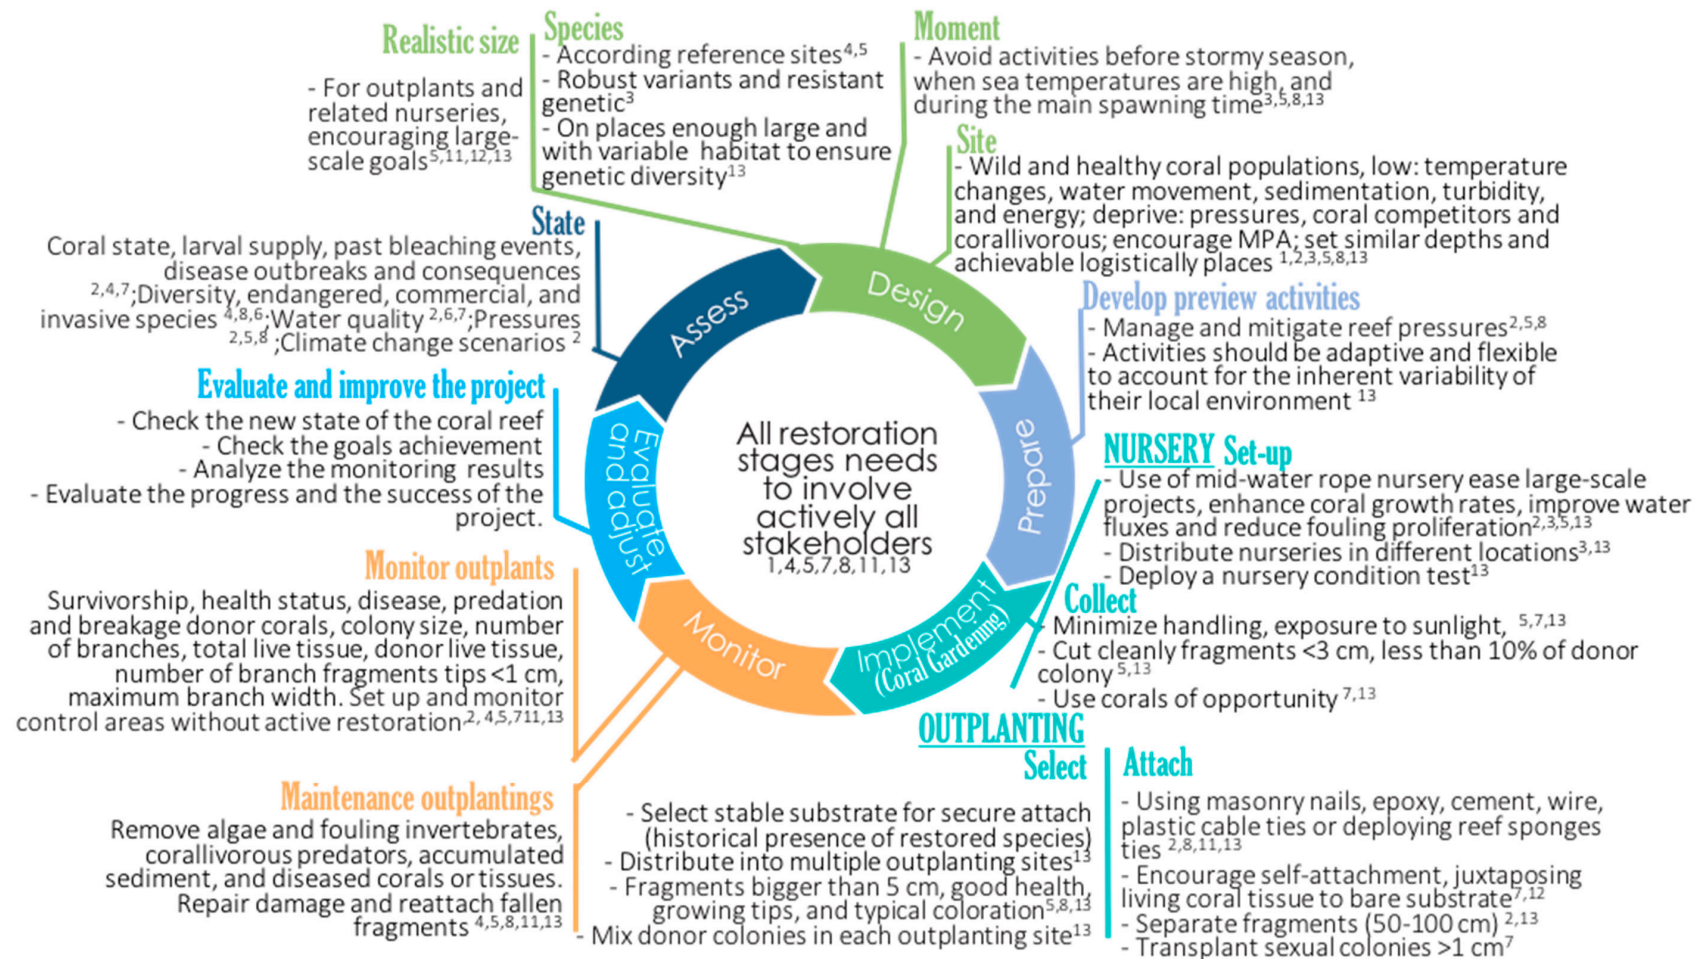 Realistic size
- For outplants and
related nurseries,
encouraging large-
scale goals5,11,12,13
Species
- According reference sites4,5
- Robust variants and resistant
genetic3
- On places enough large and
with variable habitat to ensure
genetic diversity13
Moment
- Avoid activities before stormy season,
when sea temperatures are high, and
during the main spawning time3,5,8,13
Site
- Wild and healthy coral populations, low: temperature
changes, water movement, sedimentation, turbidity,
and energy; deprive: pressures, coral competitors and
corallivorous; encourage MPA; set similar depths and
achievable logistically places 1,2,3,5,8,13
State
Coral state, larval supply, past bleaching events,
disease outbreaks and consequences
2,4,7;Diversity, endangered, commercial, and
invasive species 4,8,6;Water quality 2,6,7;Pressures
2,5,8 ;Climate change scenarios 2
Develop preview activities
- Manage and mitigate reef pressures2,5,8
- Activities should be adaptive and flexible
to account for the inherent variability of
their local environment 13
Evaluate and improve the project
- Check the new state of the coral reef
- Check the goals achievement
- Analyze the monitoring results
- Evaluate the progress and the success of the
project.
Assess
Design
Prepare
Implement
(Coral Gardening)
Monitor
Evaluate
and adjust
All restoration
stages needs
to involve
actively all
stakeholders
1,4,5,7,8,11,13
NURSERY Set-up
- Use of mid-water rope nursery ease large-scale
projects, enhance coral growth rates, improve water
fluxes and reduce fouling proliferation2,3,5,13
- Distribute nurseries in different locations3,13
- Deploy a nursery condition test13
Collect
- Minimize handling, exposure to sunlight, 5,7,13
- Cut cleanly fragments <3 cm, less than 10% of donor
colony 5,13
- Use corals of opportunity 7,13
Monitor outplants
Survivorship, health status, disease, predation
and breakage donor corals, colony size, number
of branches, total live tissue, donor live tissue,
number of branch fragments tips <1 cm,
maximum branch width. Set up and monitor
control areas without active restoration,2, 4,5,711,13
Maintenance outplantings
Remove algae and fouling invertebrates,
corallivorous predators, accumulated
sediment, and diseased corals or tissues.
Repair damage and reattach fallen
fragments 4,5,8,11,13
OUTPLANTING
Select
- Select stable substrate for secure attach
(historical presence of restored species)
- Distribute into multiple outplanting sites13
- Fragments bigger than 5 cm, good health,
growing tips, and typical coloration5,8,13
- Mix donor colonies in each outplanting site13
Attach
- Using masonry nails, epoxy, cement, wire,
plastic cable ties or deploying reef sponges
ties 2,8,11,13
- Encourage self-attachment, juxtaposing
living coral tissue to bare substrate7,12
- Separate fragments (50-100 cm) 2,13
- Transplant sexual colonies >1 cm7